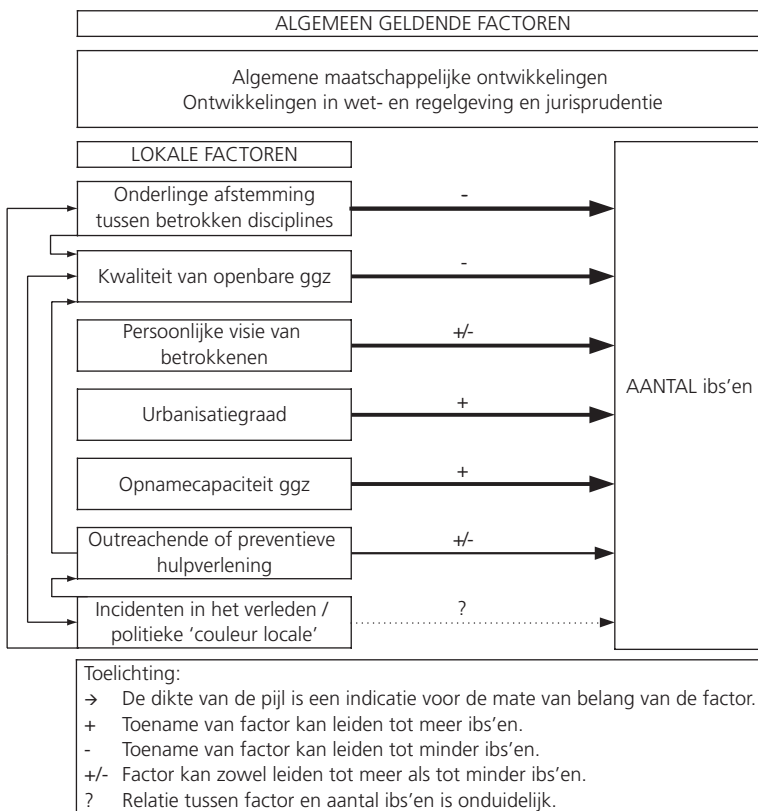 ALGEMEEN GELDENDE FACTOREN
Algemene maatschappelijke ontwikkelingen
Ontwikkelingen in wet- en regelgeving en jurisprudentie
LOKALE FACTOREN
Onderlinge afstemming
tussen betrokken disciplines
-
Kwaliteit van openbare ggz
-
Persoonlijke visie van
betrokkenen
+/-
Urbanisatiegraad
+
Opnamecapaciteit ggz
+
Outreachende of preventieve
hulpverlening
+/-
Incidenten in het verleden /
politieke ‘couleur locale’
?
AANTAL ibs’en
Toelichting:
→ De dikte van de pijl is een indicatie voor de mate van belang van de factor.
+ Toename van factor kan leiden tot meer ibs’en.
- Toename van factor kan leiden tot minder ibs’en.
+/- Factor kan zowel leiden tot meer als tot minder ibs’en.
? Relatie tussen factor en aantal ibs’en is onduidelijk.